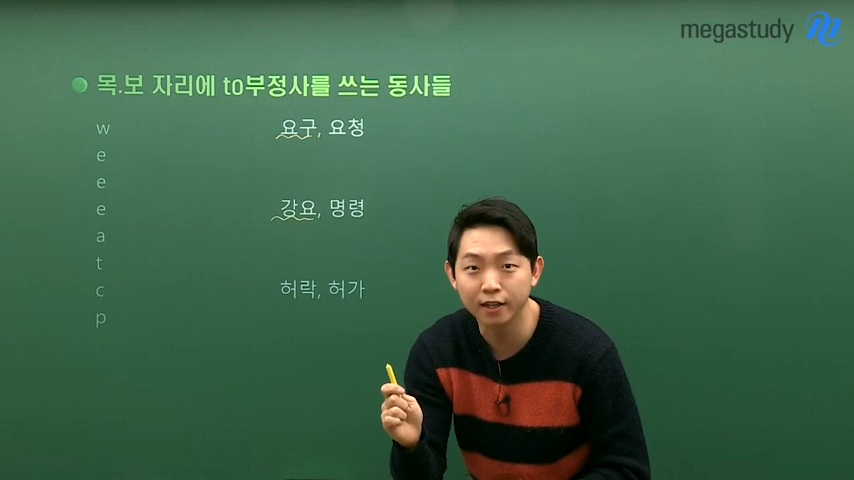 megastudy
목.보 자리에 to부정사를 쓰는 동사들
w 요구, 요청
e
e
e 강요, 명령
a
t
c 허락, 허가
p